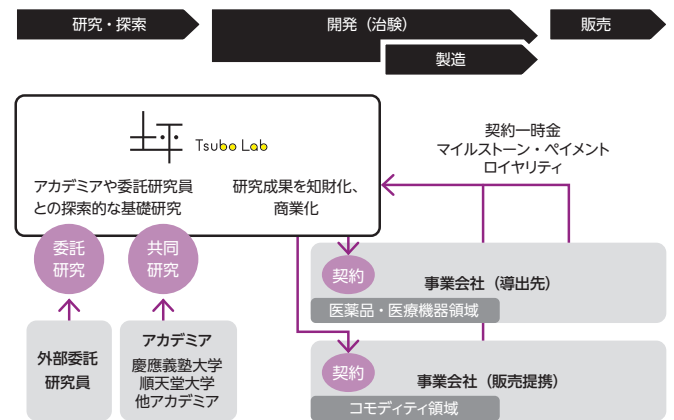 研究・探索
開発（治験）
販売
製造
Tsubo Lab
アカデミアや委託研究員
との探索的な基礎研究
研究成果を知財化、
商業化
契約一時金
マイルストーン・ペイメント
ロイヤリティ
委託
研究
共同
研究
契約
事業会社（導出先）
医薬品・医療機器領域
外部委託
研究員
アカデミア
慶應義塾大学
順天堂大学
他アカデミア
契約
事業会社（販売提携）
コモディティ領域